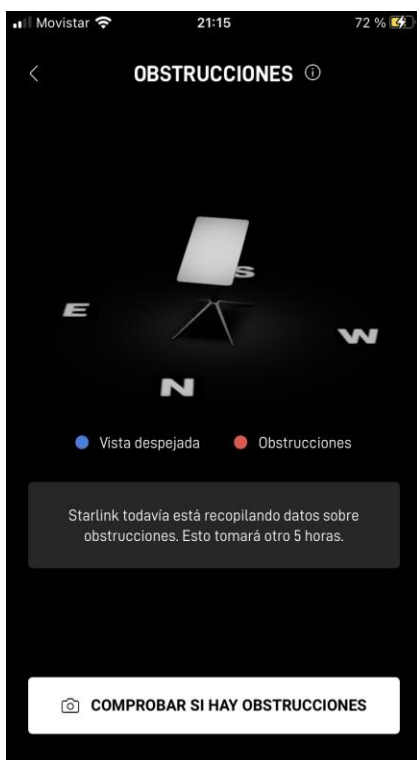 Movistar 21:15 72 %
OBSTRUCCIONES
S
E
W
N
Vista despejada Obstrucciones
Starlink todavía está recopilando datos sobre
obstrucciones. Esto tomará otro 5 horas.
COMPROBAR SI HAY OBSTRUCCIONES